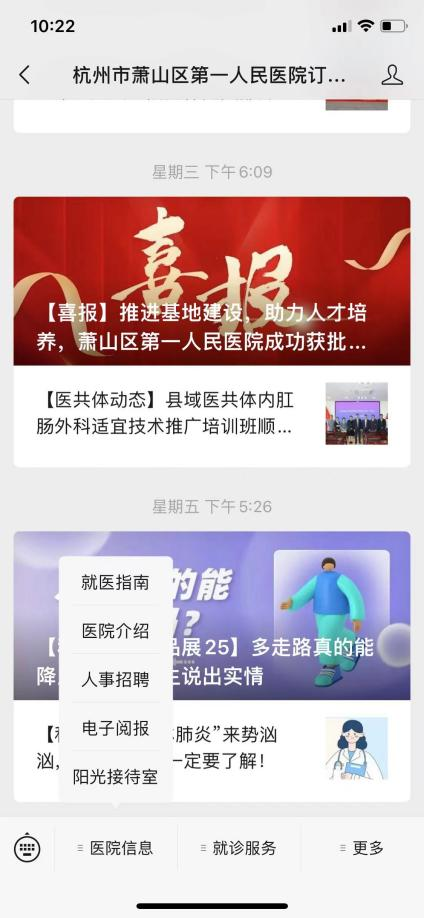 10:22
杭州市萧山区第一人民医院订...
星期三 下午6:09
喜报
【喜报】推进基地建设，助力人才培
养，萧山区第一人民医院成功获批...
【医共体动态】县域医共体内肛
肠外科适宜技术推广培训班顺...
星期五 下午5:26
的能
?
品展25】多走路真的能
降
说出实情
肺炎”来势汹
汹，
一定要了解！
就医指南
医院介绍
人事招聘
电子阅报
阳光接待室
医院信息
就诊服务
更多